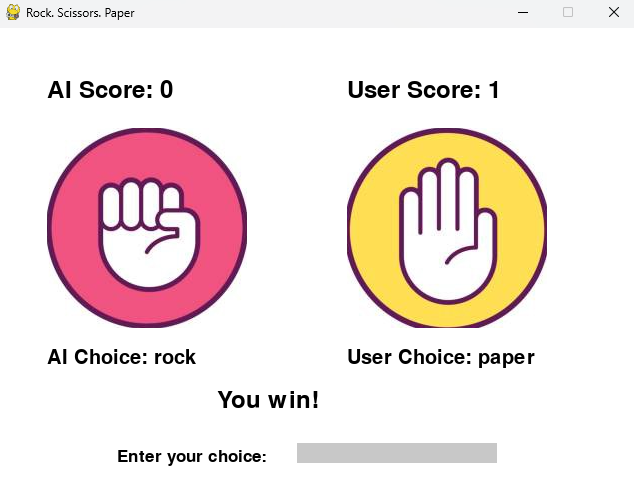 Rock. Scissors. Paper
AI Score: 0
User Score: 1
AI Choice: rock
User Choice: paper
You win!
Enter your choice: